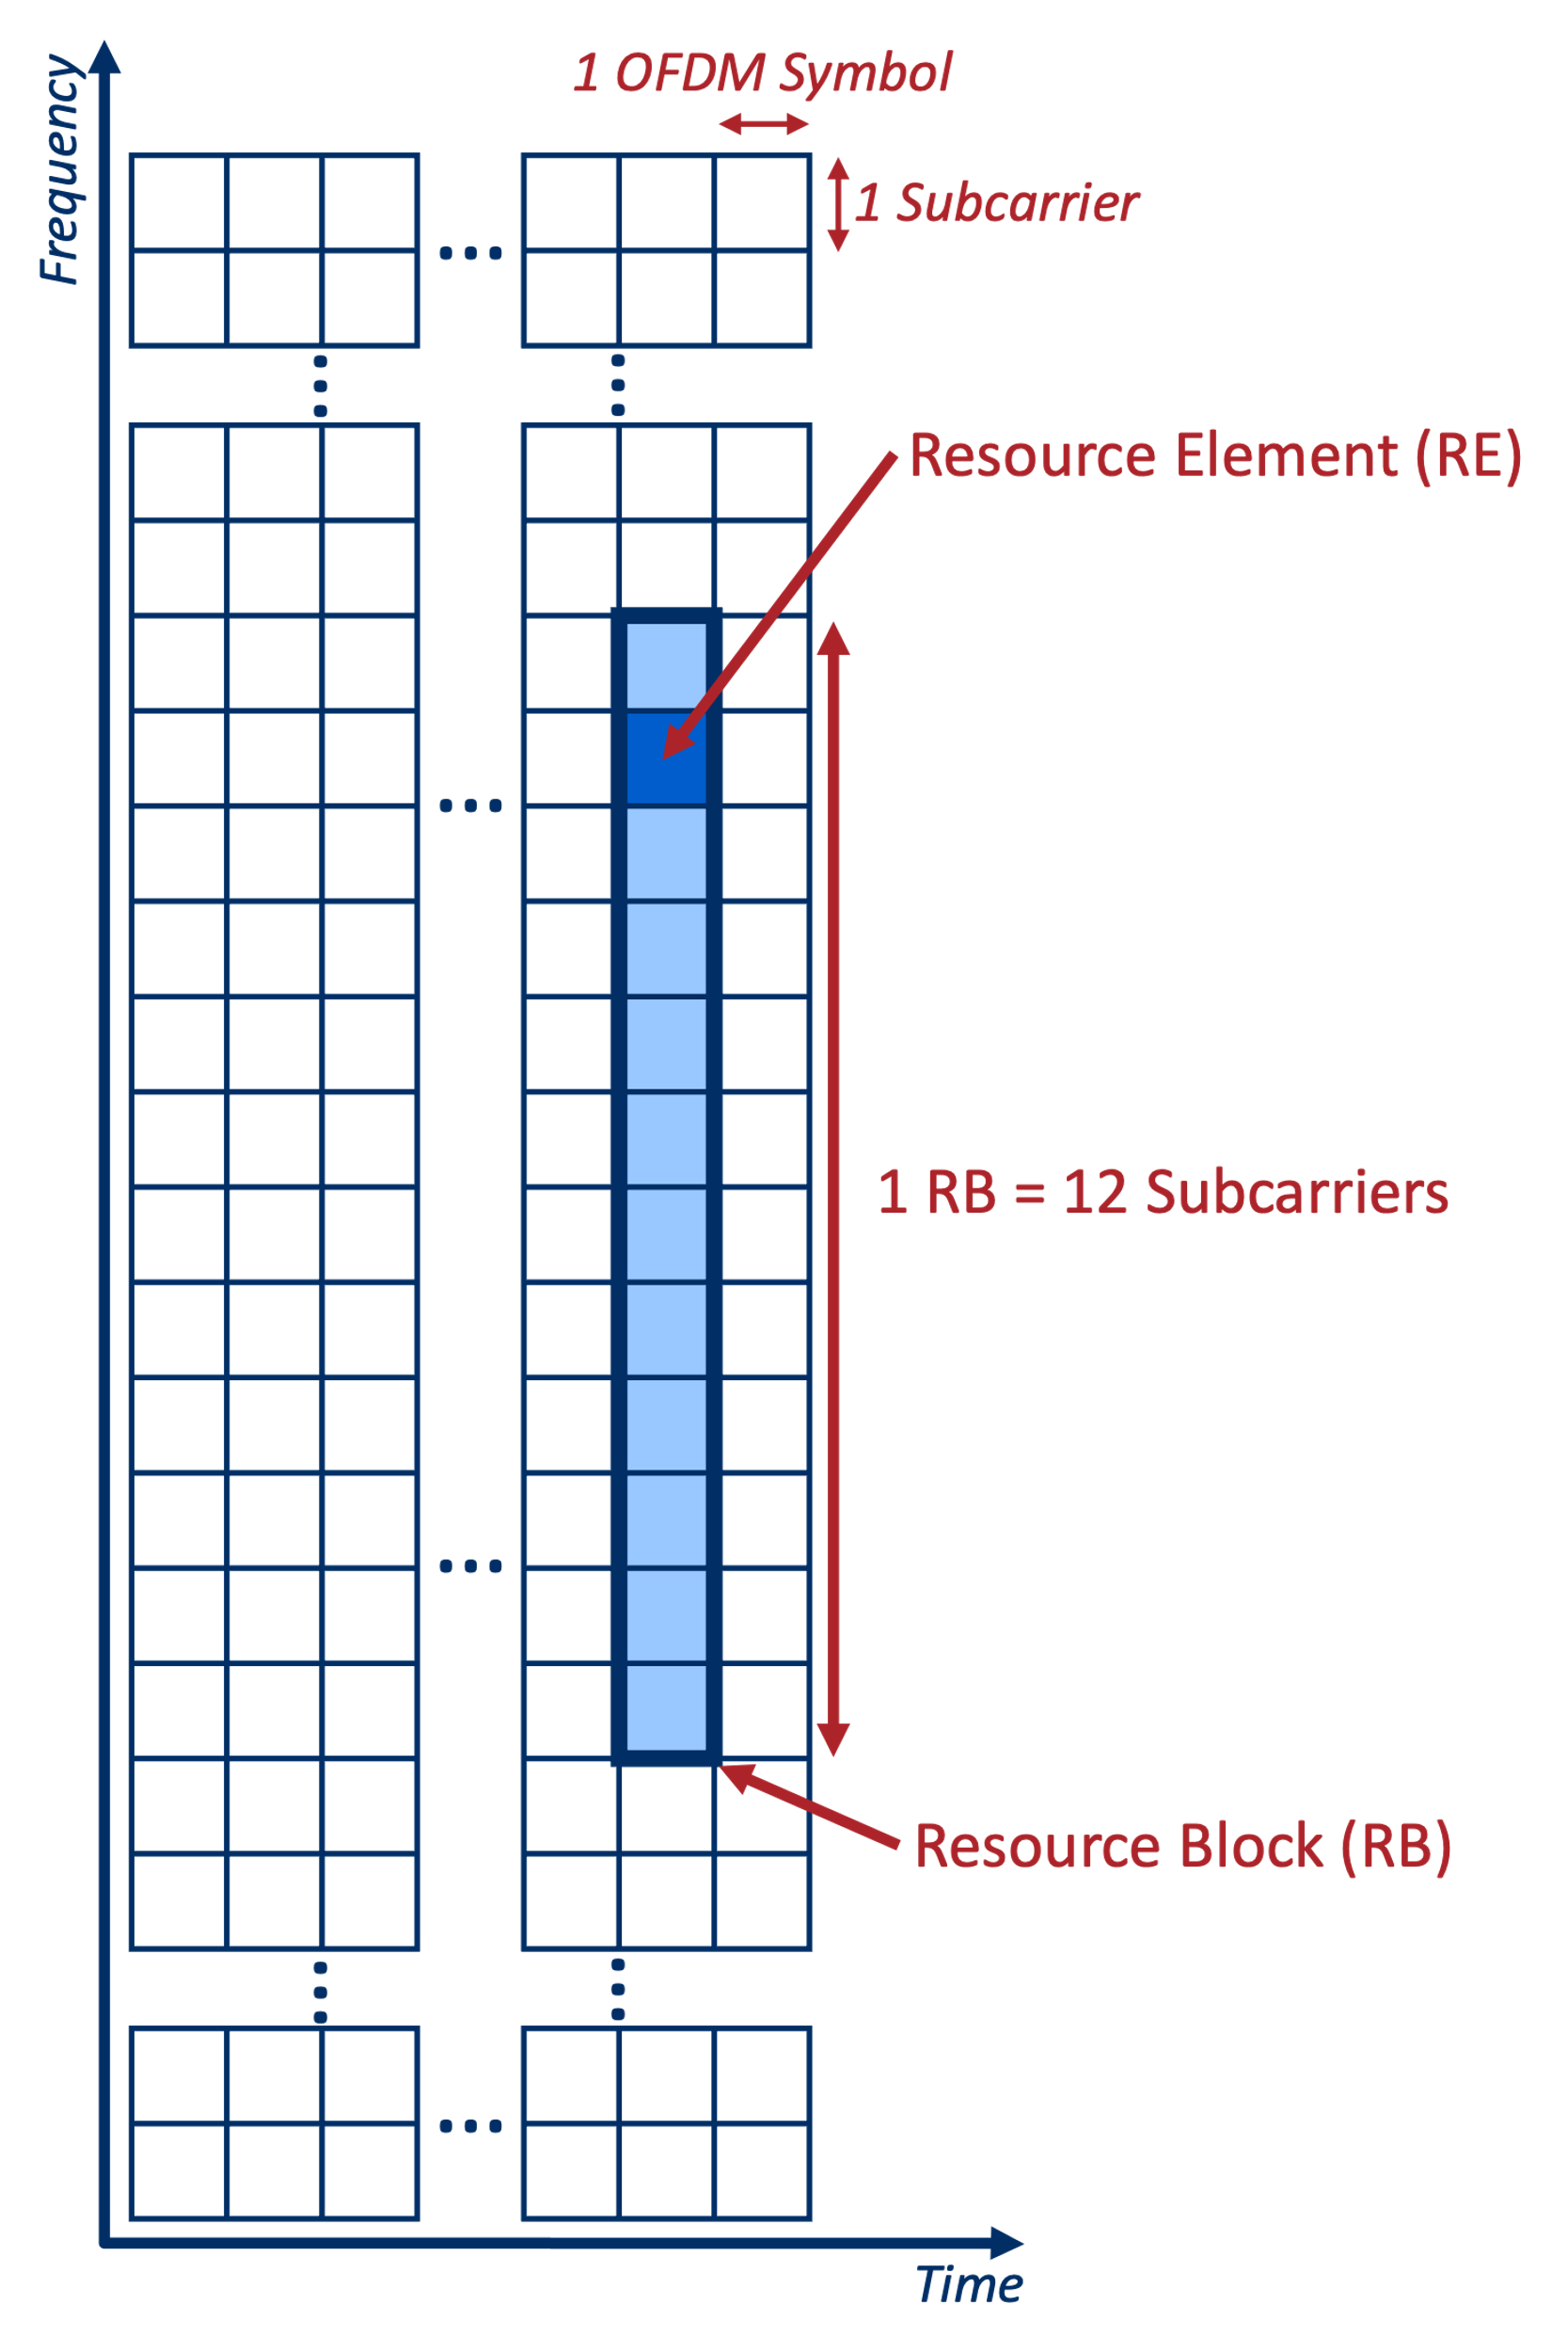 Frequency
1 OFDM Symbol
1 Subcarrier
Resource Element (RE)
1 RB = 12 Subcarriers
Resource Block (RB)
Time